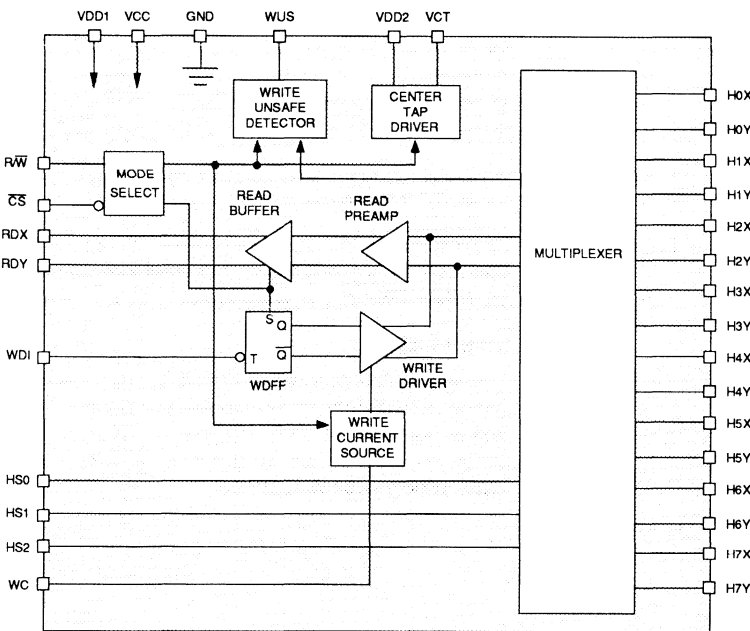 VDD1 VCC GND WUS VDD2 VCT
WRITE
UNSAFE
DETECTOR
CENTER
TAP
DRIVER
H0X
H0Y
R/W̅
MODE
SELECT
H1X
C̅S̅
READ
BUFFER
READ
PREAMP
H1Y
RDX
H2X
MULTIPLEXER
RDY
H2Y
H3X
S
Q
H3Y
WDI
T
Q̅
WDFF
WRITE
DRIVER
H4X
H4Y
WRITE
CURRENT
SOURCE
H5X
H5Y
HS0
H6X
HS1
H6Y
HS2
H7X
WC
H7Y